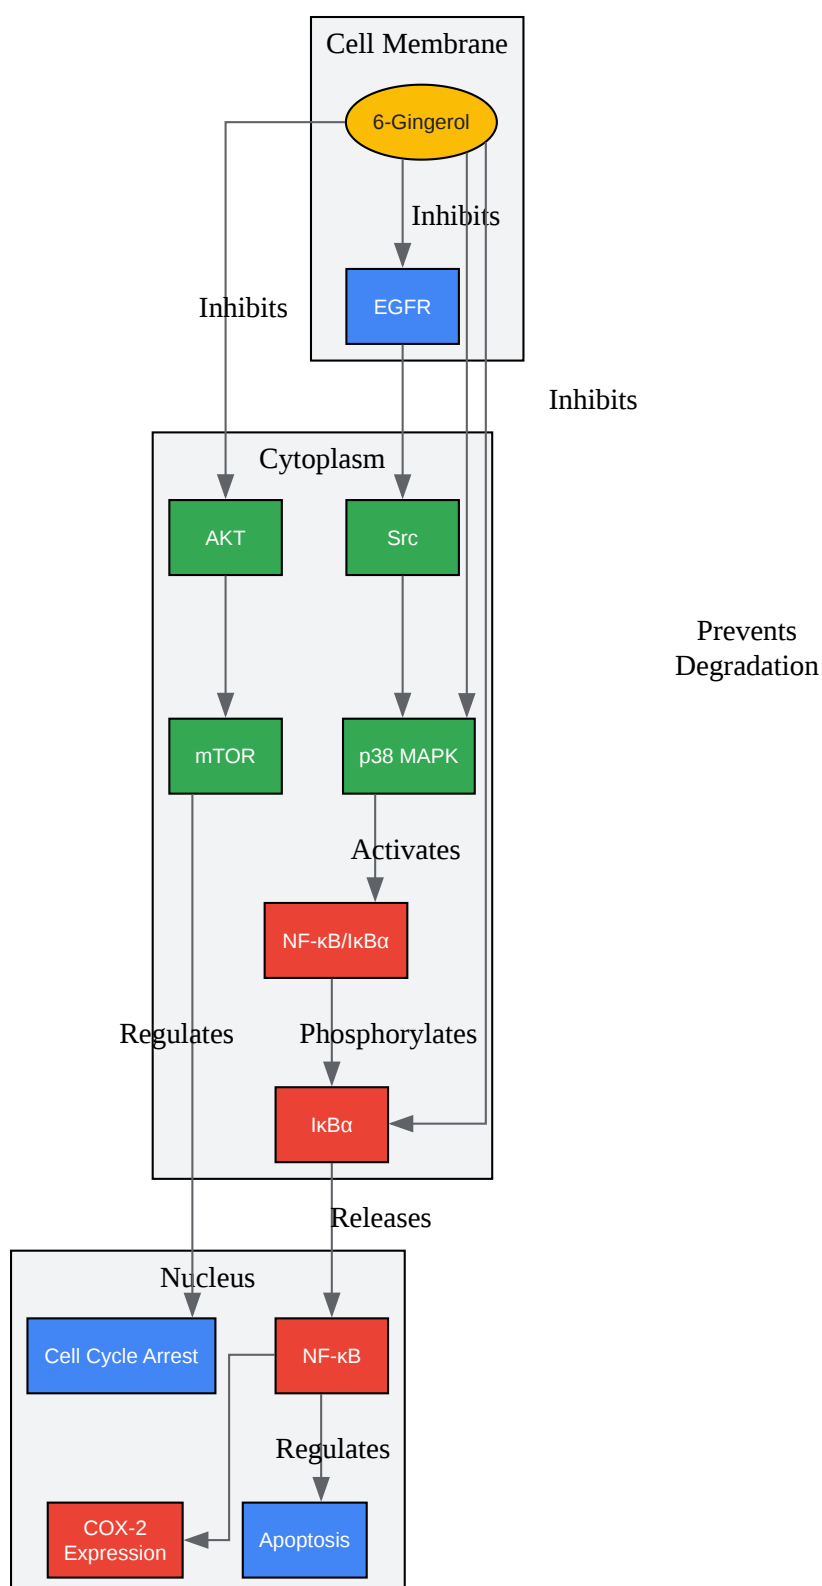 Cell Membrane
6-Gingerol
Inhibits
EGFR
Inhibits
Inhibits
Cytoplasm
AKT
Src
Prevents
Degradation
mTOR
p38 MAPK
Activates
NF-κB/IκBα
Regulates
Phosphorylates
IκBα
Releases
Nucleus
Cell Cycle Arrest
NF-κB
Regulates
COX-2
Expression
Apoptosis